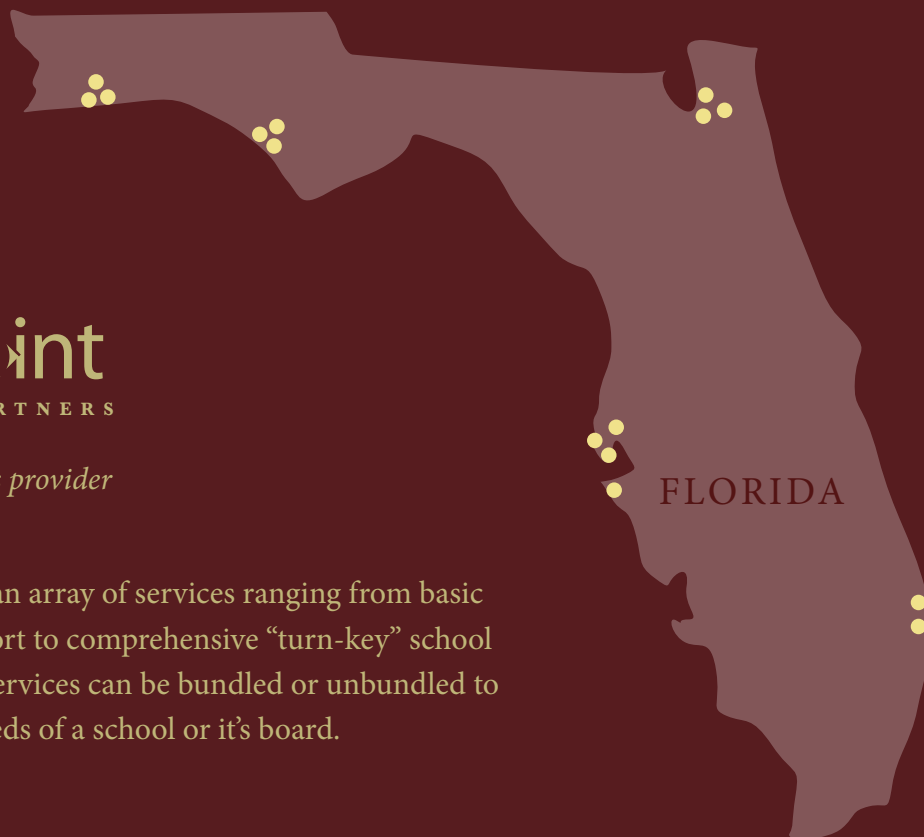 int
RTNERS
provider
FLORIDA
an array of services ranging from basic
ort to comprehensive “turn-key” school
ervices can be bundled or unbundled to
eds of a school or it’s board.